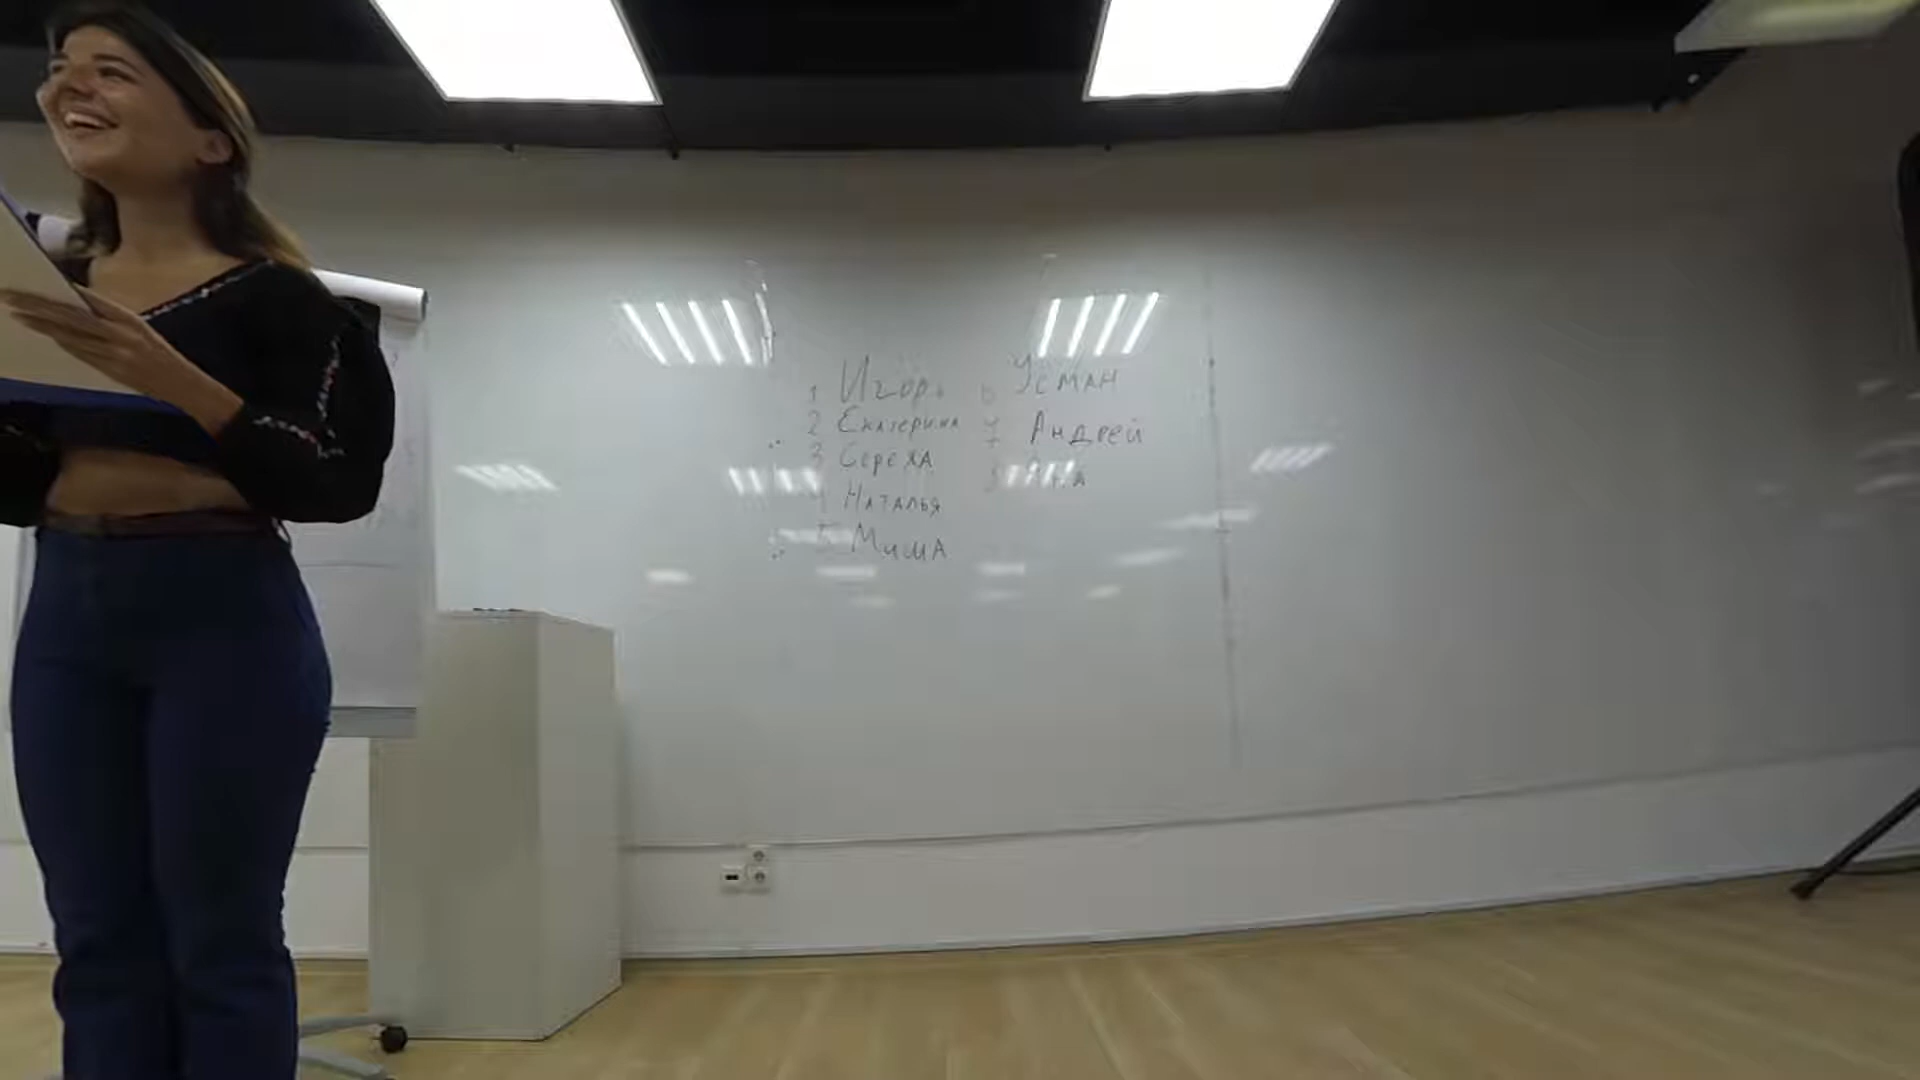 1 Игорь
2 Екатерина
3 Сереха
4 Наталья
5 Миша
6 Усман
7 Андрей